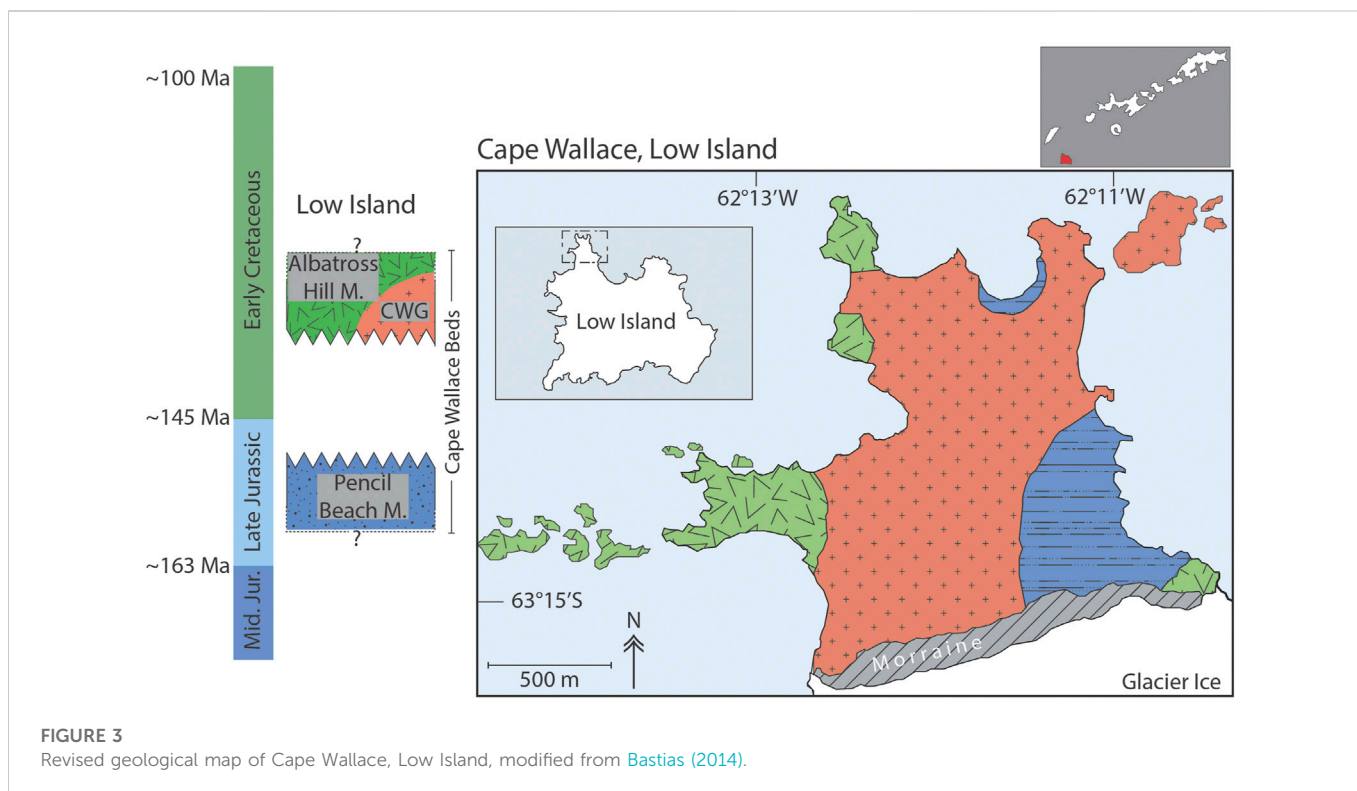 ~100 Ma
Early Cretaceous
~145 Ma
Late Jurassic
~163 Ma
Mid. Jur.
Low Island
?
Albatross
Hill M.
CWG
Pencil
Beach M.
?
Cape Wallace Beds
Cape Wallace, Low Island
62°13'W
62°11'W
Low Island
63°15'S
N
500 m
Morraine
Glacier Ice
FIGURE 3
Revised geological map of Cape Wallace, Low Island, modified from Bastias (2014).